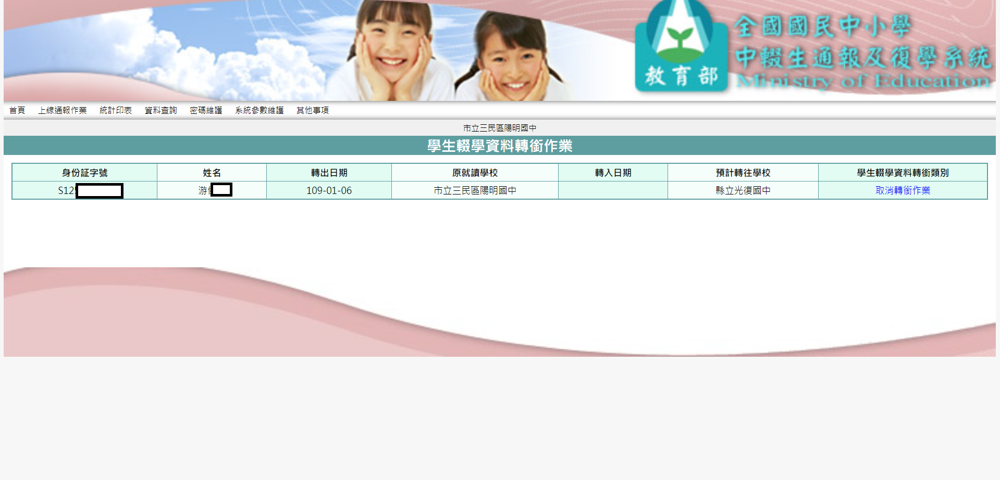 全國國民中小學
中輟生通報及復學系統
教育部
Ministry of Education
首頁 上線通報作業 統計印表 資料查詢 密碼維護 系統參數維護 其他事項
市立三民區陽明國中
學生輟學資料轉銜作業
身份証字號 姓名 轉出日期 原就讀學校 轉入日期 預計轉往學校 學生輟學資料轉銜類別
S125 游 109-01-06 市立三民區陽明國中 縣立光復國中 取消轉銜作業